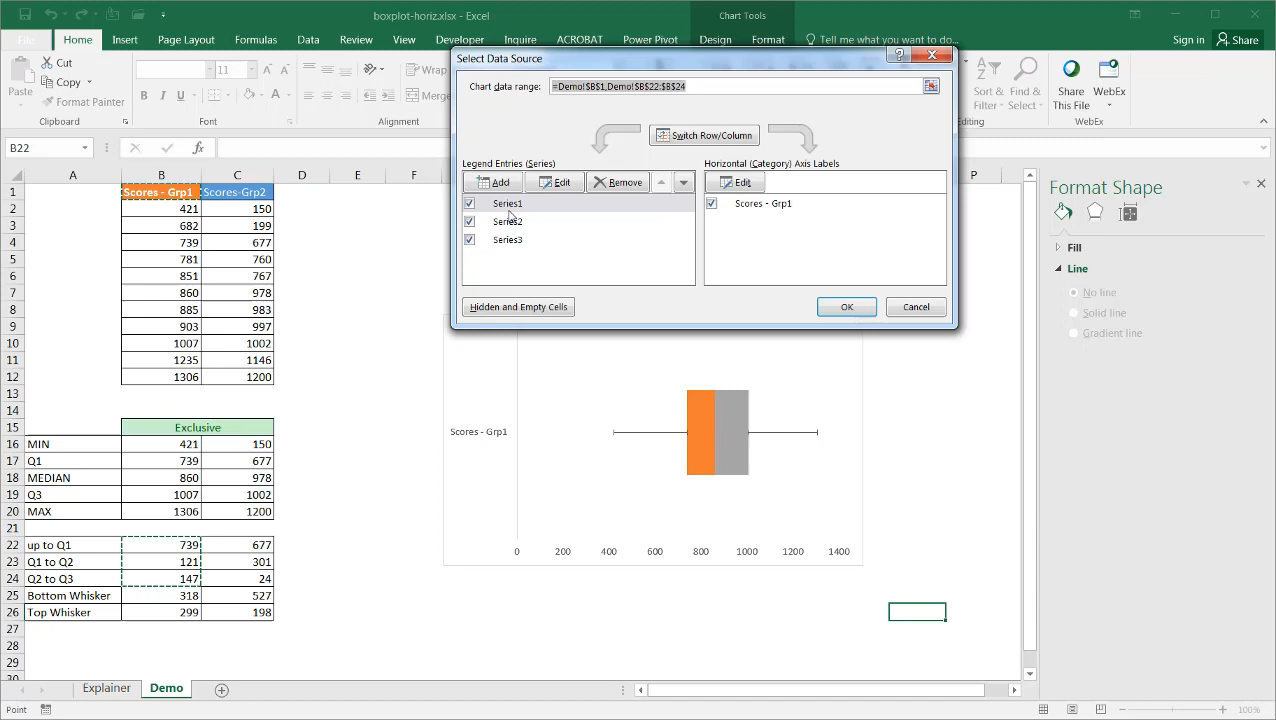 boxplot-horiz.xlsx - Excel
Chart Tools
File Home Insert Page Layout Formulas Data Review View Developer Inquire ACROBAT Power Pivot Design Format Tell me what you want to do... Sign in Share
Paste Cut Copy Format Painter
Clipboard
11
B I U
Font
Wrap
Merge
Alignment
Sort & Find &
Filter Select
Editing
Share
This File
WebEx
WebEx
B22
fx
A B C D E F P
1 Scores - Grp1 Scores-Grp2
2 421 150
3 682 199
4 739 677
5 781 760
6 851 767
7 860 978
8 885 983
9 903 997
10 1007 1002
11 1235 1146
12 1306 1200
13
14
15 Exclusive
16 MIN 421 150
17 Q1 739 677
18 MEDIAN 860 978
19 Q3 1007 1002
20 MAX 1306 1200
21
22 up to Q1 739 677
23 Q1 to Q2 121 301
24 Q2 to Q3 147 24
25 Bottom Whisker 318 527
26 Top Whisker 299 198
27
28
29
30
Select Data Source
?
Chart data range: =Demo!$B$1,Demo!$B$22:$B$24
Switch Row/Column
Legend Entries (Series)
Add Edit Remove
Series1
Series2
Series3
Horizontal (Category) Axis Labels
Edit
Scores - Grp1
Hidden and Empty Cells
OK Cancel
Scores - Grp1
0 200 400 600 800 1000 1200 1400
Format Shape
Fill
Line
No line
Solid line
Gradient line
Explainer Demo
Point
100%